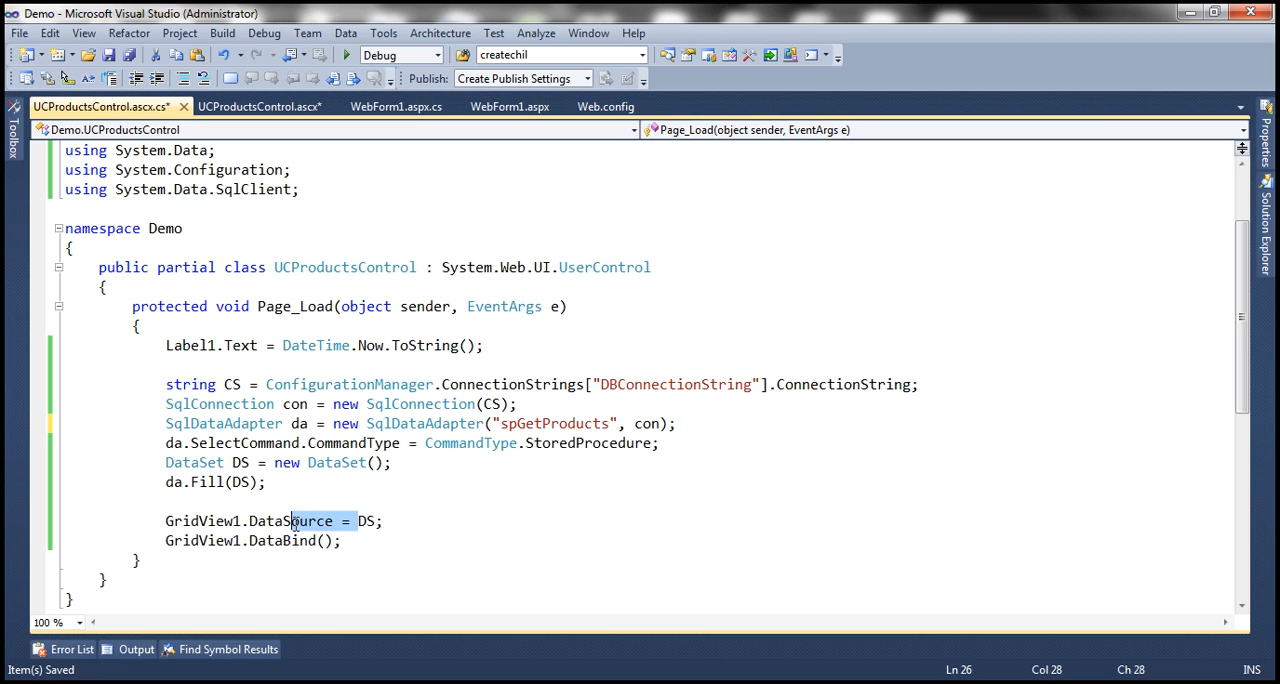 Demo - Microsoft Visual Studio (Administrator)
File Edit View Refactor Project Build Debug Team Data Tools Architecture Test Analyze Window Help
Debug createchil
Publish: Create Publish Settings
UCProductsControl.ascx.cs* UCProductsControl.ascx* WebForm1.aspx.cs WebForm1.aspx Web.config
Demo.UCProductsControl Page_Load(object sender, EventArgs e)
Toolbox
Properties
Solution Explorer
using System.Data;
using System.Configuration;
using System.Data.SqlClient;
namespace Demo
{
public partial class UCProductsControl : System.Web.UI.UserControl
{
protected void Page_Load(object sender, EventArgs e)
{
Label1.Text = DateTime.Now.ToString();
string CS = ConfigurationManager.ConnectionStrings["DBConnectionString"].ConnectionString;
SqlConnection con = new SqlConnection(CS);
SqlDataAdapter da = new SqlDataAdapter("spGetProducts", con);
da.SelectCommand.CommandType = CommandType.StoredProcedure;
DataSet DS = new DataSet();
da.Fill(DS);
GridView1.DataSource = DS;
GridView1.DataBind();
}
}
}
100 %
Error List Output Find Symbol Results
Item(s) Saved Ln 26 Col 28 Ch 28 INS